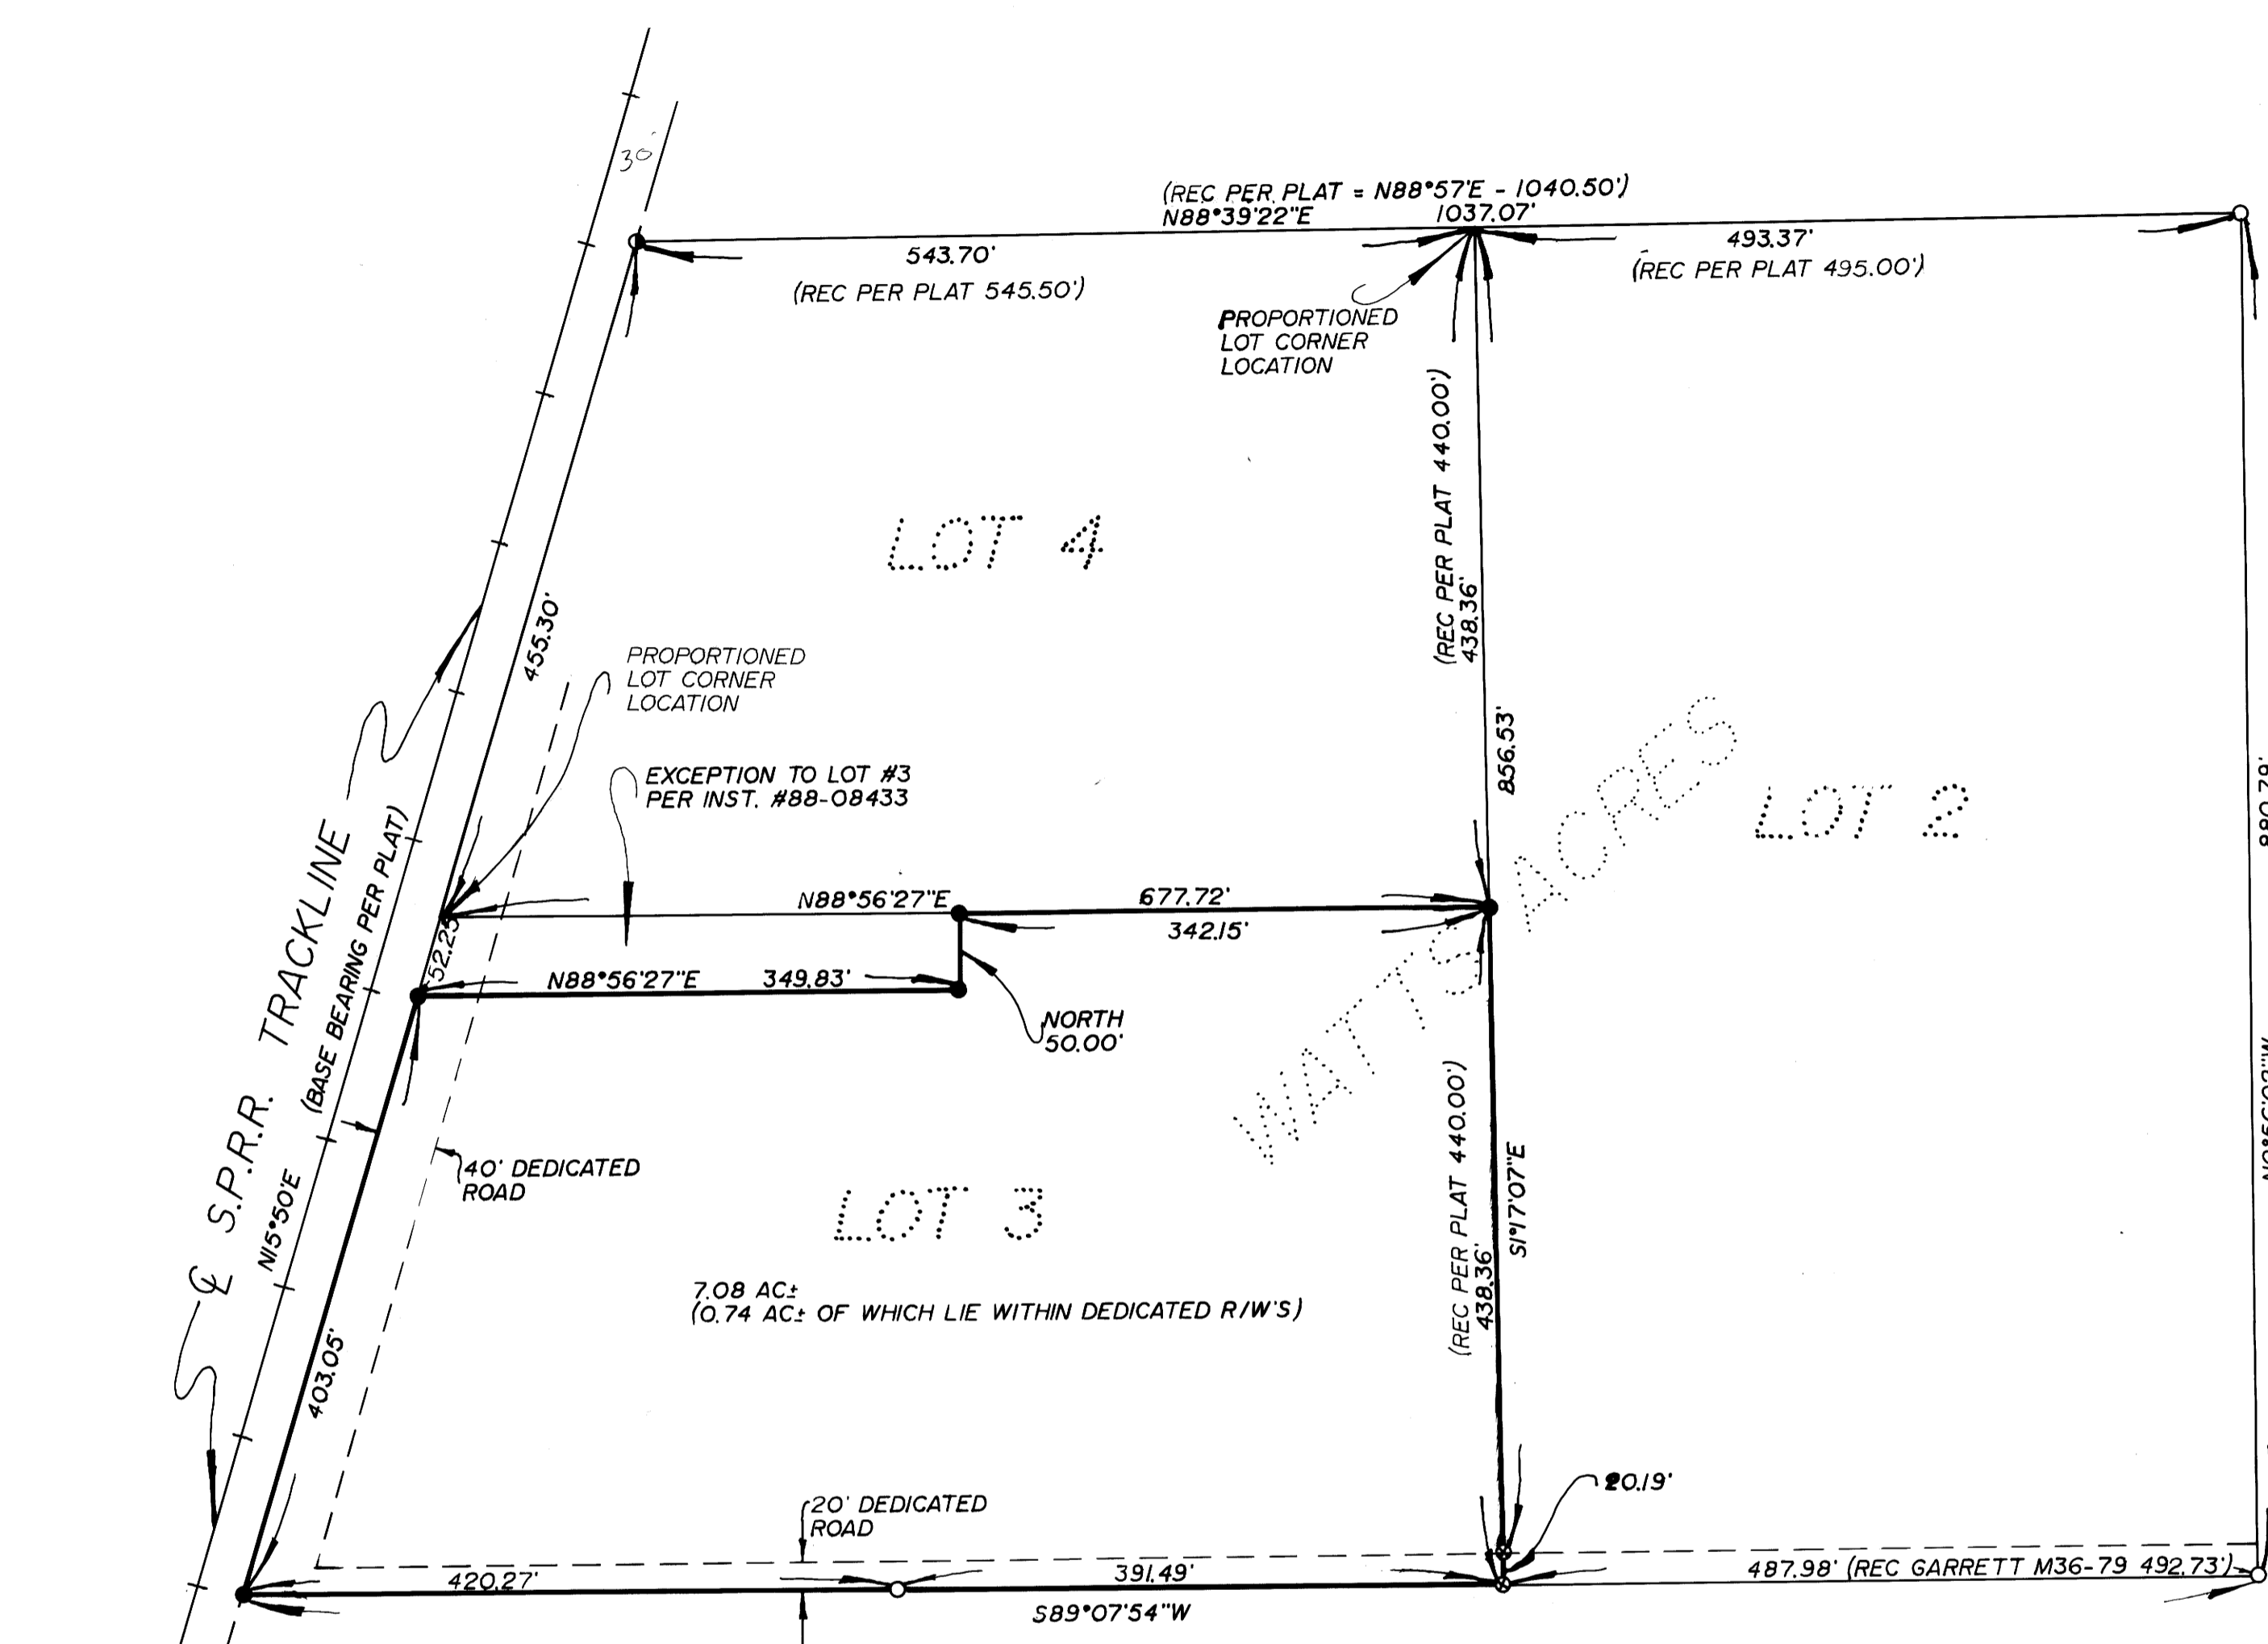 30
(REC PER PLAT = N88°57'E - 1040.50')
N88°39'22"E 1037.07'
543.70'
(REC PER PLAT 545.50')
493.37'
(REC PER PLAT 495.00')
PROPORTIONED
LOT CORNER
LOCATION
(REC PER PLAT 440.00')
438.36'
LOT 4
455.30'
PROPORTIONED
LOT CORNER
LOCATION
EXCEPTION TO LOT #3
PER INST. #88-08433
856.53'
WATTS ACRES
LOT 2
880.79'
N88°56'27"E 677.72'
342.15'
52.25
N88°56'27"E 349.83'
NORTH
50.00'
℄ S.P.R.R. TRACKLINE
N15°50'E (BASE BEARING PER PLAT)
40' DEDICATED
ROAD
LOT 3
7.08 AC±
(0.74 AC± OF WHICH LIE WITHIN DEDICATED R/W'S)
(REC PER PLAT 440.00')
438.36'
S1°17'07"E
403.05'
20.19'
20' DEDICATED
ROAD
420.27'
391.49'
487.98' (REC GARRETT M36-79 492.73')
S89°07'54"W